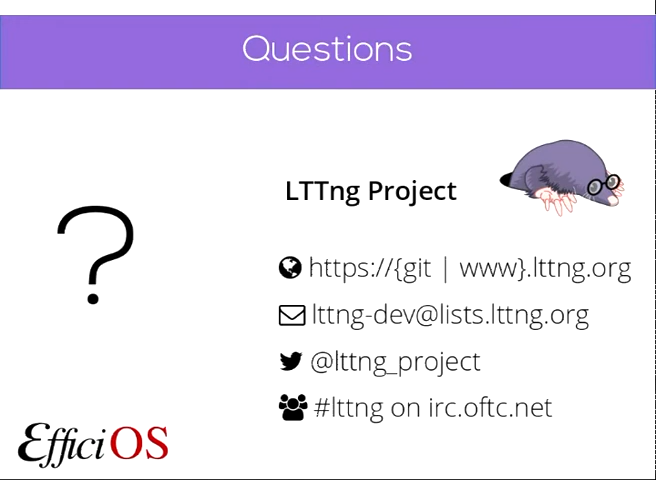 Questions
LTTng Project
?
https://{git | www}.lttng.org
lttng-dev@lists.lttng.org
@lttng_project
#lttng on irc.oftc.net
EfficiOS